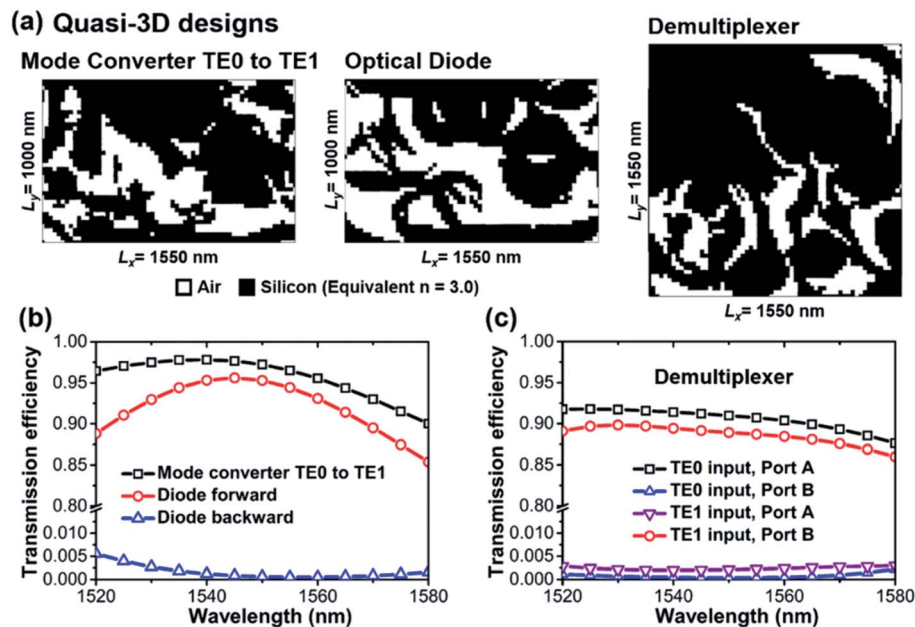 (a) Quasi-3D designs
Mode Converter TE0 to TE1
Optical Diode
Demultiplexer
Ly= 1000 nm
Lx= 1550 nm
Ly= 1000 nm
Lx= 1550 nm
Ly= 1550 nm
Lx= 1550 nm
Air
Silicon (Equivalent n = 3.0)
(b)
Transmission efficiency
1.00
0.95
0.90
0.85
0.80
0.010
0.005
0.000
Mode converter TE0 to TE1
Diode forward
Diode backward
1520 1540 1560 1580
Wavelength (nm)
(c)
Transmission efficiency
1.00
0.95
0.90
0.85
0.80
0.010
0.005
0.000
Demultiplexer
TE0 input, Port A
TE0 input, Port B
TE1 input, Port A
TE1 input, Port B
1520 1540 1560 1580
Wavelength (nm)